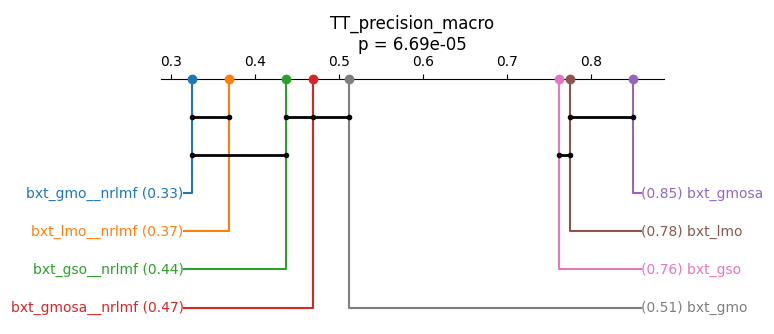 TT_precision_macro
p = 6.69e-05
0.3 0.4 0.5 0.6 0.7 0.8
bxt_gmo__nrlmf (0.33) (0.85) bxt_gmosa
bxt_lmo__nrlmf (0.37) (0.78) bxt_lmo
bxt_gso__nrlmf (0.44) (0.76) bxt_gso
bxt_gmosa__nrlmf (0.47) (0.51) bxt_gmo